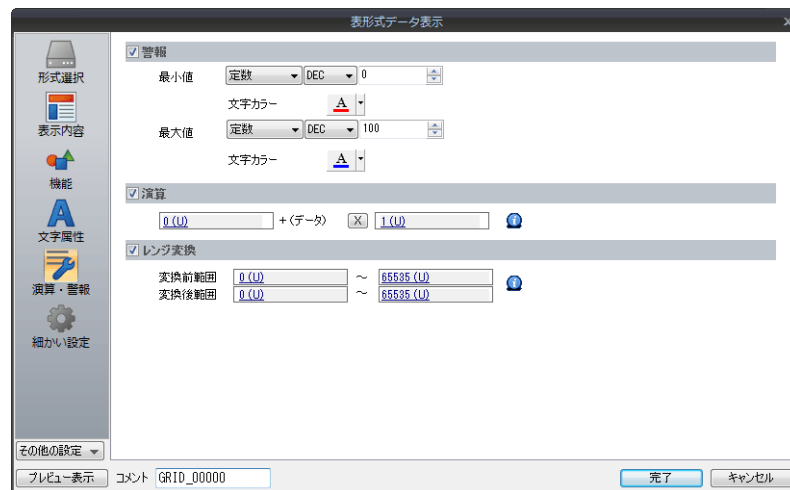 表形式データ表示
形式選択
表示内容
機能
文字属性
演算・警報
細かい設定
その他の設定
警報
最小値 定数 DEC 0
文字カラー A
最大値 定数 DEC 100
文字カラー A
演算
0 (U) + (データ) X 1 (U)
レンジ変換
変換前範囲 0 (U) ～ 65535 (U)
変換後範囲 0 (U) ～ 65535 (U)
プレビュー表示 コメント GRID_00000 完了 キャンセル